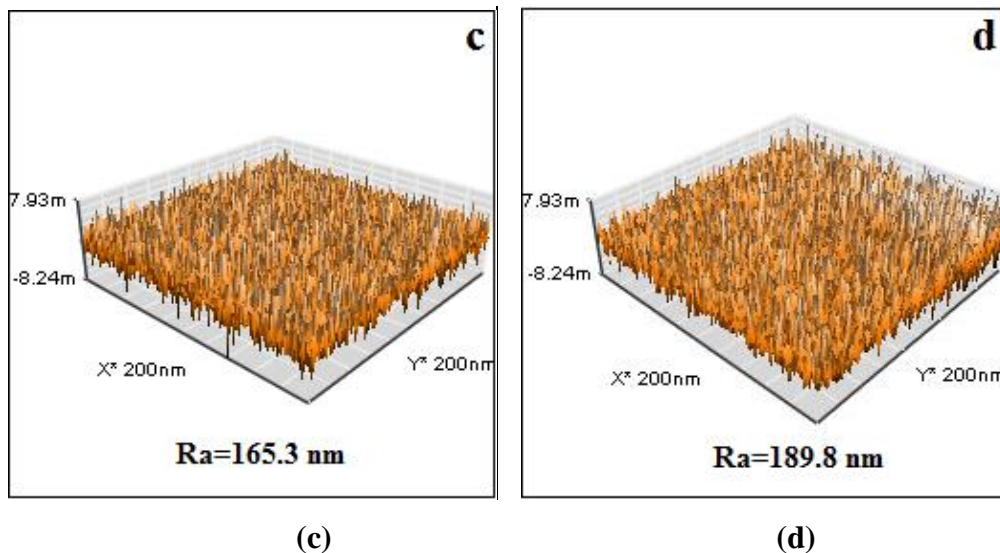 c
7.93m
-8.24m
X* 200nm
Y* 200nm
Ra=165.3 nm
(c)
d
7.93m
-8.24m
X* 200nm
Y* 200nm
Ra=189.8 nm
(d)